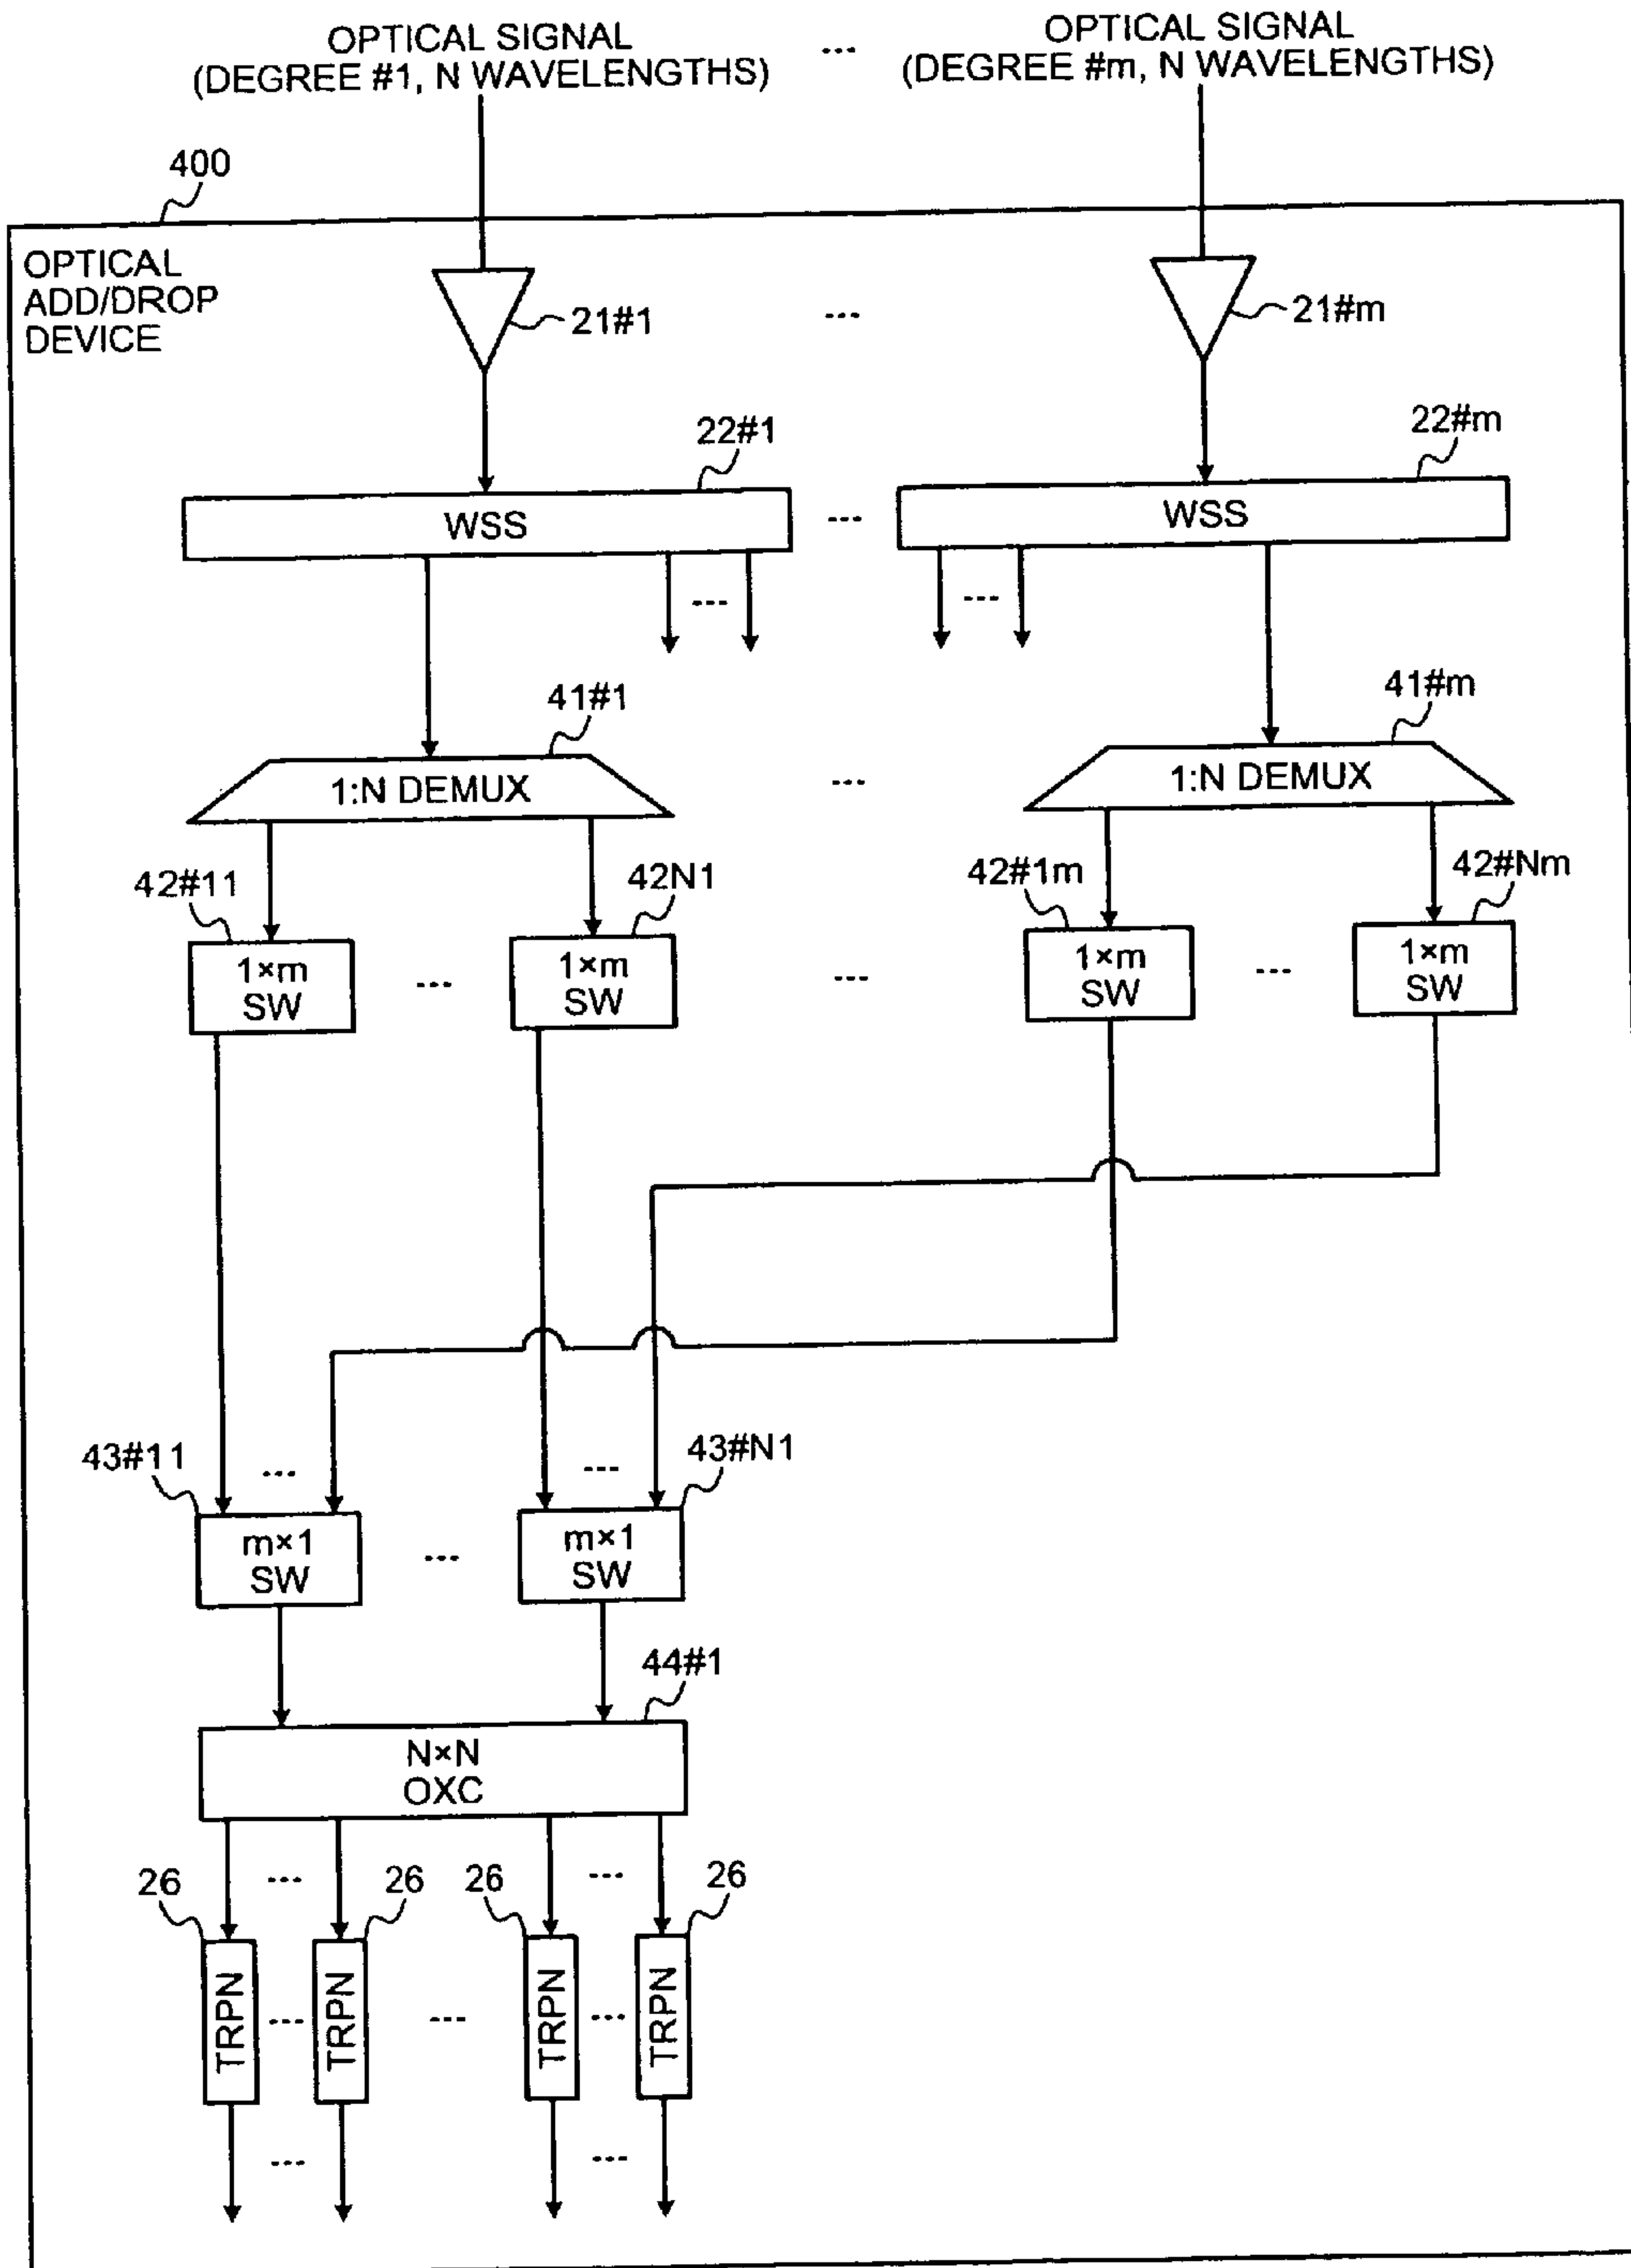 OPTICAL SIGNAL
(DEGREE #1, N WAVELENGTHS)
---
OPTICAL SIGNAL
(DEGREE #m, N WAVELENGTHS)
400
OPTICAL
ADD/DROP
DEVICE
21#1
---
21#m
22#1
22#m
WSS
---
WSS
---
---
41#1
41#m
1:N DEMUX
---
1:N DEMUX
42#11
42N1
42#1m
42#Nm
1×m
SW
---
1×m
SW
---
1×m
SW
---
1×m
SW
43#11
---
---
43#N1
m×1
SW
---
m×1
SW
44#1
N×N
OXC
26
---
26
26
---
26
TRPN
---
TRPN
---
TRPN
---
TRPN
---
---